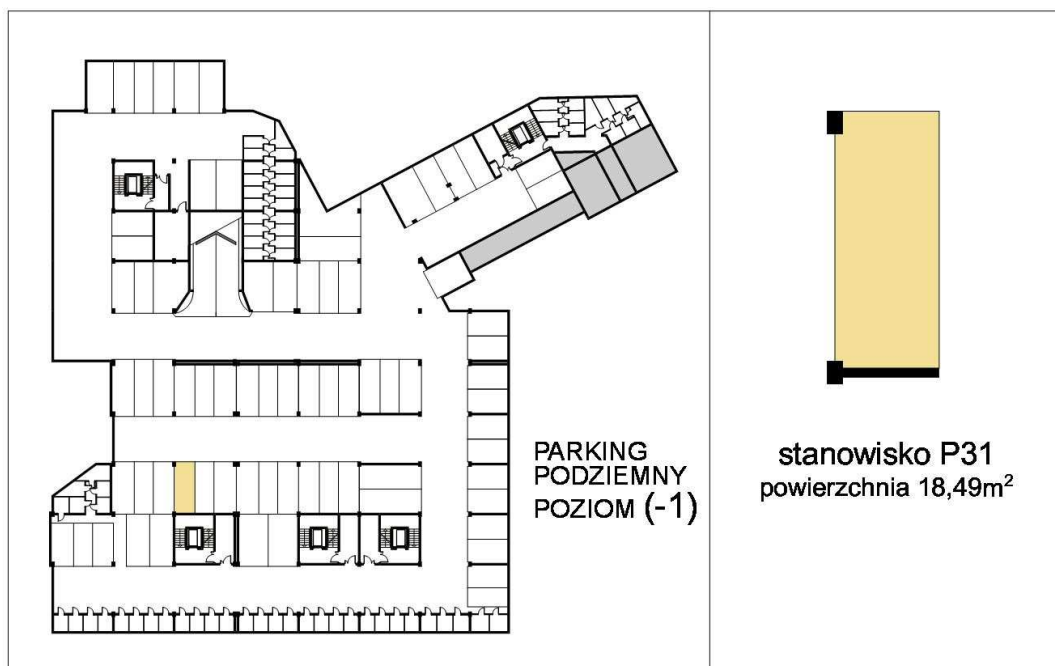 PARKING
PODZIEMNY
POZIOM (-1)
stanowisko P31
powierzchnia 18,49m²